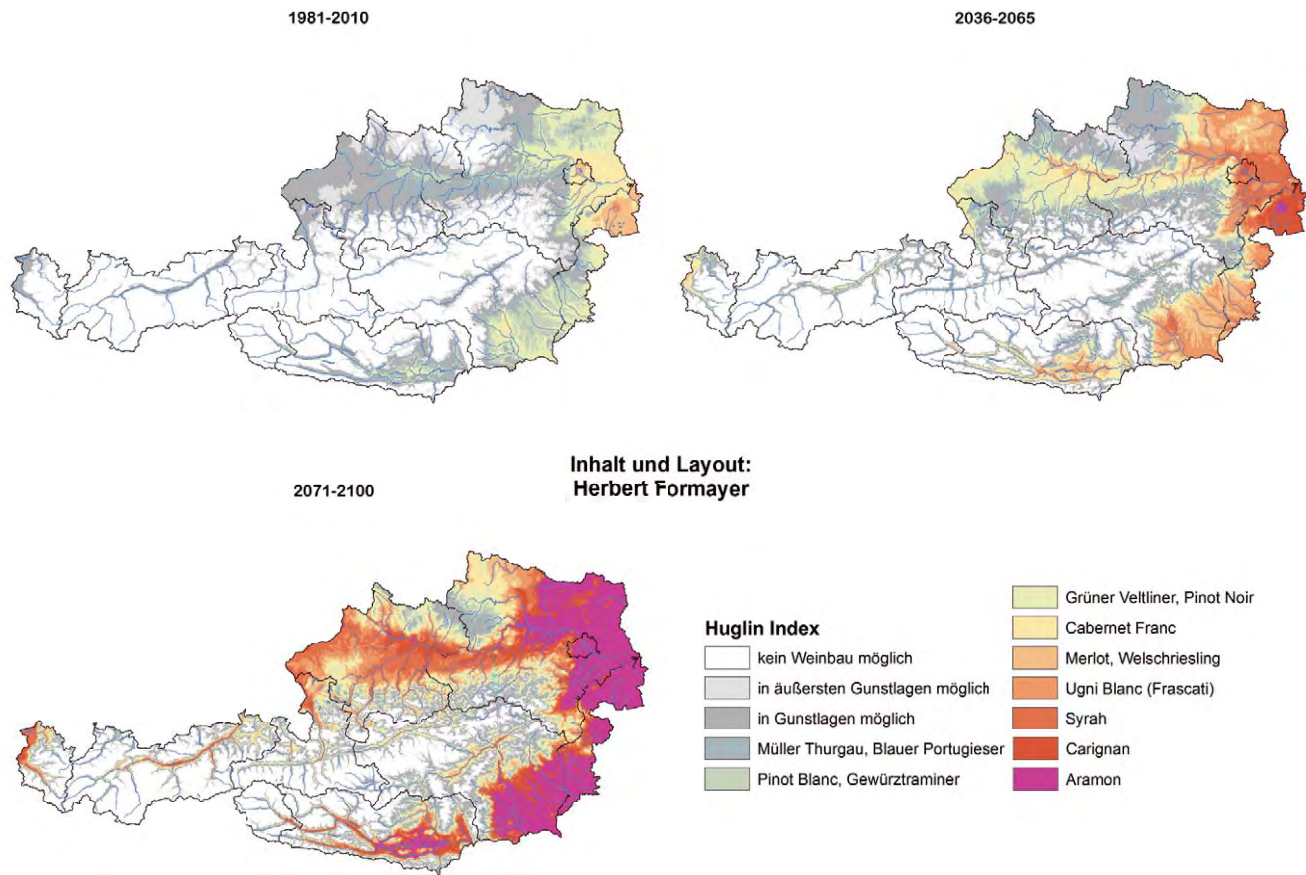 1981-2010
2036-2065
Inhalt und Layout:
Herbert Formayer
2071-2100
Huglin Index
kein Weinbau möglich
in äußersten Gunstlagen möglich
in Gunstlagen möglich
Müller Thurgau, Blauer Portugieser
Pinot Blanc, Gewürztraminer
Grüner Veltliner, Pinot Noir
Cabernet Franc
Merlot, Welschriesling
Ugni Blanc (Frascati)
Syrah
Carignan
Aramon